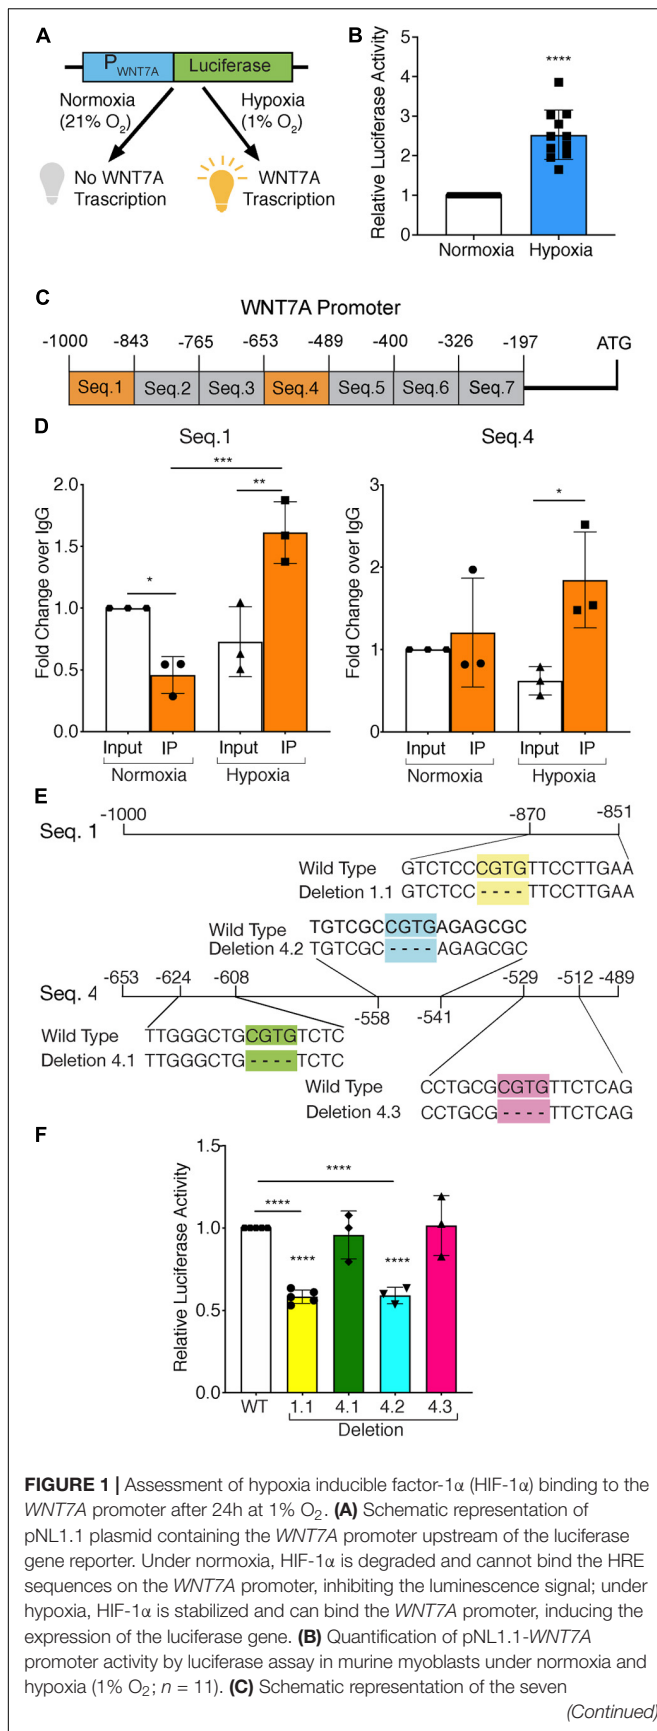 A
P WNT7A Luciferase
Normoxia
(21% O2)
Hypoxia
(1% O2)
No WNT7A
Trascription
WNT7A
Trascription
B
Relative Luciferase Activity
5
4
3
2
1
0
****
Normoxia Hypoxia
C
WNT7A Promoter
-1000 -843 -765 -653 -489 -400 -326 -197 ATG
Seq.1 Seq.2 Seq.3 Seq.4 Seq.5 Seq.6 Seq.7
D
Seq.1
Fold Change over IgG
2.0
1.5
1.0
0.5
0.0
***
**
*
Input IP Input IP
Normoxia Hypoxia
Seq.4
Fold Change over IgG
3
2
1
0
*
Input IP Input IP
Normoxia Hypoxia
E
-1000 -870 -851
Seq. 1
Wild Type GTCTCCCGTGTTCCTTGAA
Deletion 1.1 GTCTCC----TTCCTTGAA
Wild Type TGTCGCCGTGAGAGCGC
Deletion 4.2 TGTCGC----AGAGCGC
-653 -624 -608 -529 -512 -489
Seq. 4
-558 -541
Wild Type TTGGGCTGCGTGTCTC
Deletion 4.1 TTGGGCTG----TCTC
Wild Type CCTGCGCGTGTTCTCAG
Deletion 4.3 CCTGCG----TTCTCAG
F
Relative Luciferase Activity
1.5
1.0
0.5
0.0
****
****
**** ****
WT 1.1 4.1 4.2 4.3
Deletion
FIGURE 1 | Assessment of hypoxia inducible factor-1α (HIF-1α) binding to the
WNT7A promoter after 24h at 1% O2. (A) Schematic representation of
pNL1.1 plasmid containing the WNT7A promoter upstream of the luciferase
gene reporter. Under normoxia, HIF-1α is degraded and cannot bind the HRE
sequences on the WNT7A promoter, inhibiting the luminescence signal; under
hypoxia, HIF-1α is stabilized and can bind the WNT7A promoter, inducing the
expression of the luciferase gene. (B) Quantification of pNL1.1-WNT7A
promoter activity by luciferase assay in murine myoblasts under normoxia and
hypoxia (1% O2; n = 11). (C) Schematic representation of the seven
(Continued)